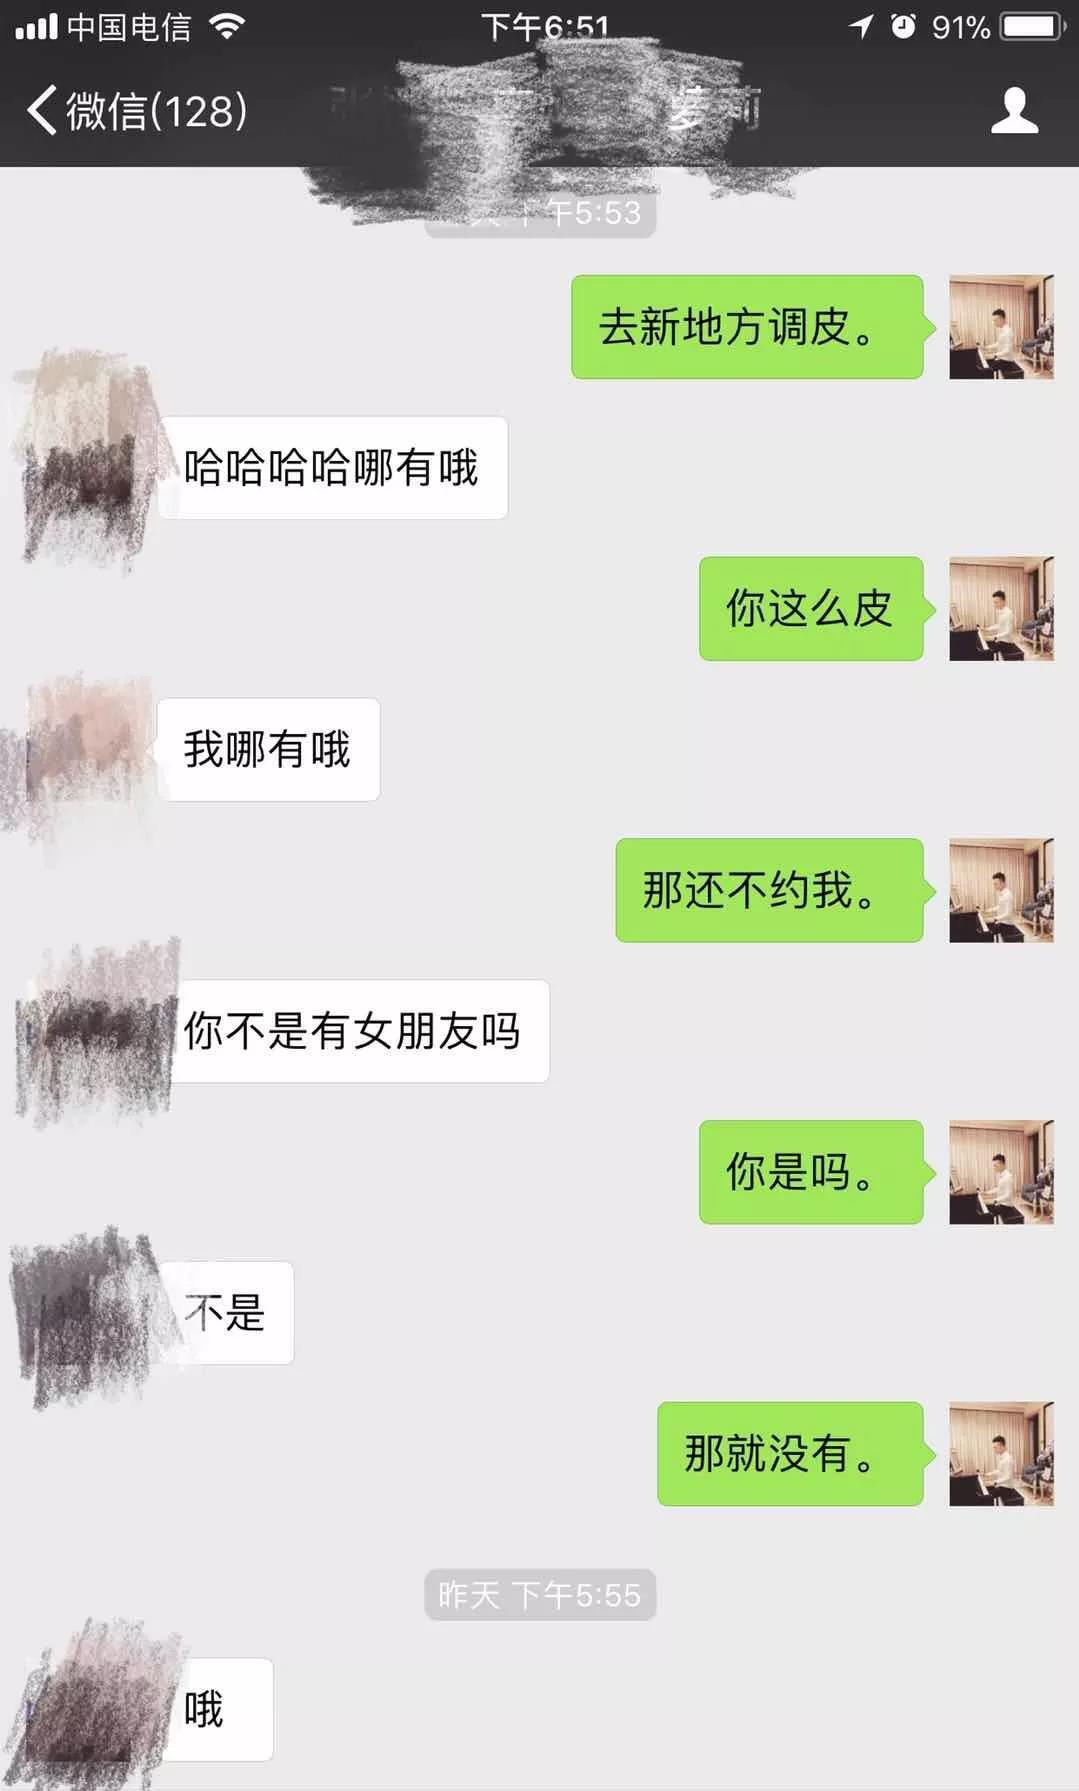 中国电信
下午6:51
91%
微信(128)
下午5:53
去新地方调皮。
哈哈哈哈哪有哦
你这么皮
我哪有哦
那还不约我。
你不是有女朋友吗
你是吗。
不是
那就没有。
昨天 下午5:55
哦